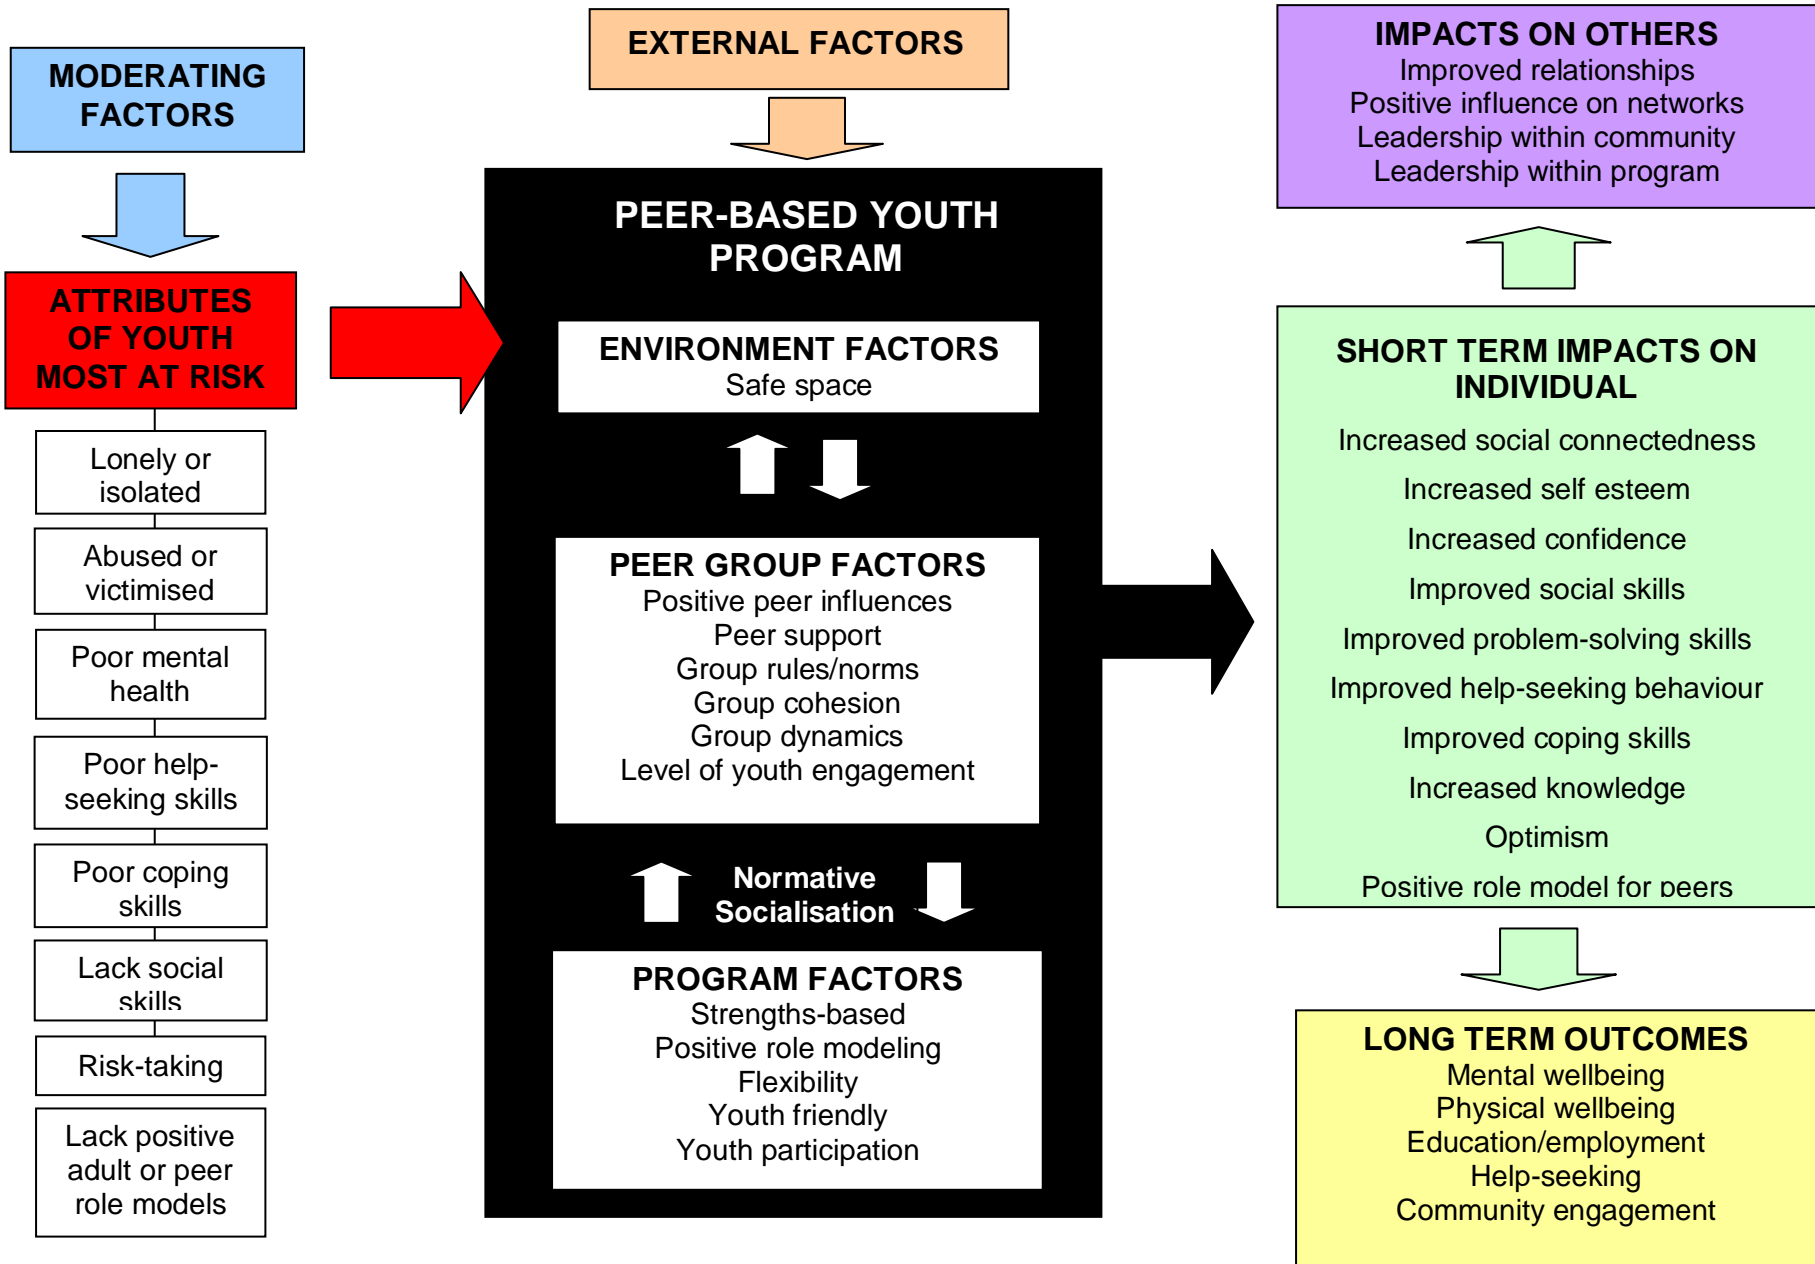 MODERATING
FACTORS
ATTRIBUTES
OF YOUTH
MOST AT RISK
Lonely or
isolated
Abused or
victimised
Poor mental
health
Poor help-
seeking skills
Poor coping
skills
Lack social
skills
Risk-taking
Lack positive
adult or peer
role models
EXTERNAL FACTORS
PEER-BASED YOUTH
PROGRAM
ENVIRONMENT FACTORS
Safe space
PEER GROUP FACTORS
Positive peer influences
Peer support
Group rules/norms
Group cohesion
Group dynamics
Level of youth engagement
Normative
Socialisation
PROGRAM FACTORS
Strengths-based
Positive role modeling
Flexibility
Youth friendly
Youth participation
IMPACTS ON OTHERS
Improved relationships
Positive influence on networks
Leadership within community
Leadership within program
SHORT TERM IMPACTS ON
INDIVIDUAL
Increased social connectedness
Increased self esteem
Increased confidence
Improved social skills
Improved problem-solving skills
Improved help-seeking behaviour
Improved coping skills
Increased knowledge
Optimism
Positive role model for peers
LONG TERM OUTCOMES
Mental wellbeing
Physical wellbeing
Education/employment
Help-seeking
Community engagement